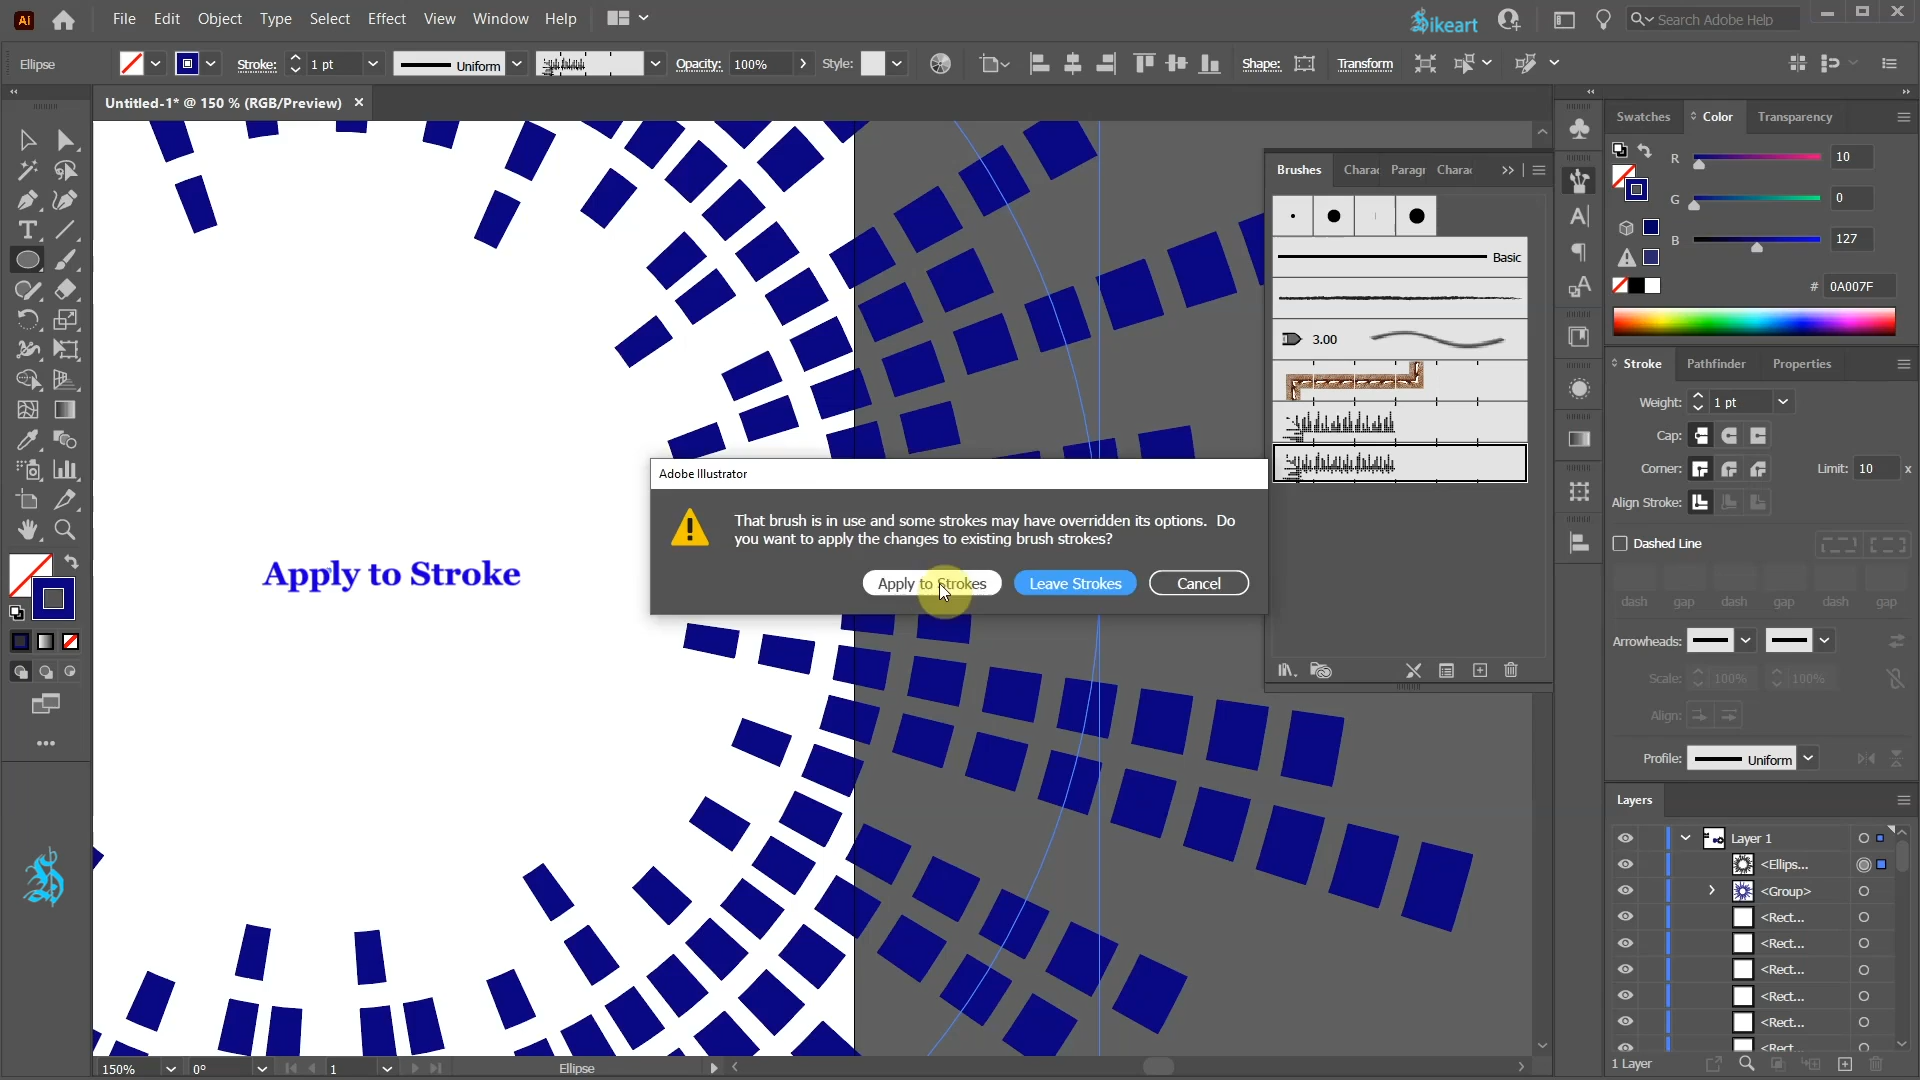 File Edit Object Type Select Effect View Window Help
Sikeart
Search Adobe Help
Ellipse
Stroke:
1 pt
Uniform
Opacity:
100%
Style:
Shape:
Transform
Untitled-1* @ 150 % (RGB/Preview)
Swatches
Color
Transparency
R
10
G
0
B
127
#
0A007F
Brushes
Charac
Paragr
Charac
Basic
3.00
Stroke
Pathfinder
Properties
Weight:
1 pt
Cap:
Corner:
Limit:
10
x
Align Stroke:
Dashed Line
dash
gap
dash
gap
dash
gap
Arrowheads:
Scale:
100%
100%
Align:
Profile:
Uniform
Adobe Illustrator
That brush is in use and some strokes may have overridden its options. Do
you want to apply the changes to existing brush strokes?
Apply to Strokes
Leave Strokes
Cancel
Apply to Stroke
Layers
Layer 1
<Ellips...
<Group>
<Rect...
<Rect...
<Rect...
<Rect...
<Rect...
<Rect...
1 Layer
150%
0°
1
Ellipse